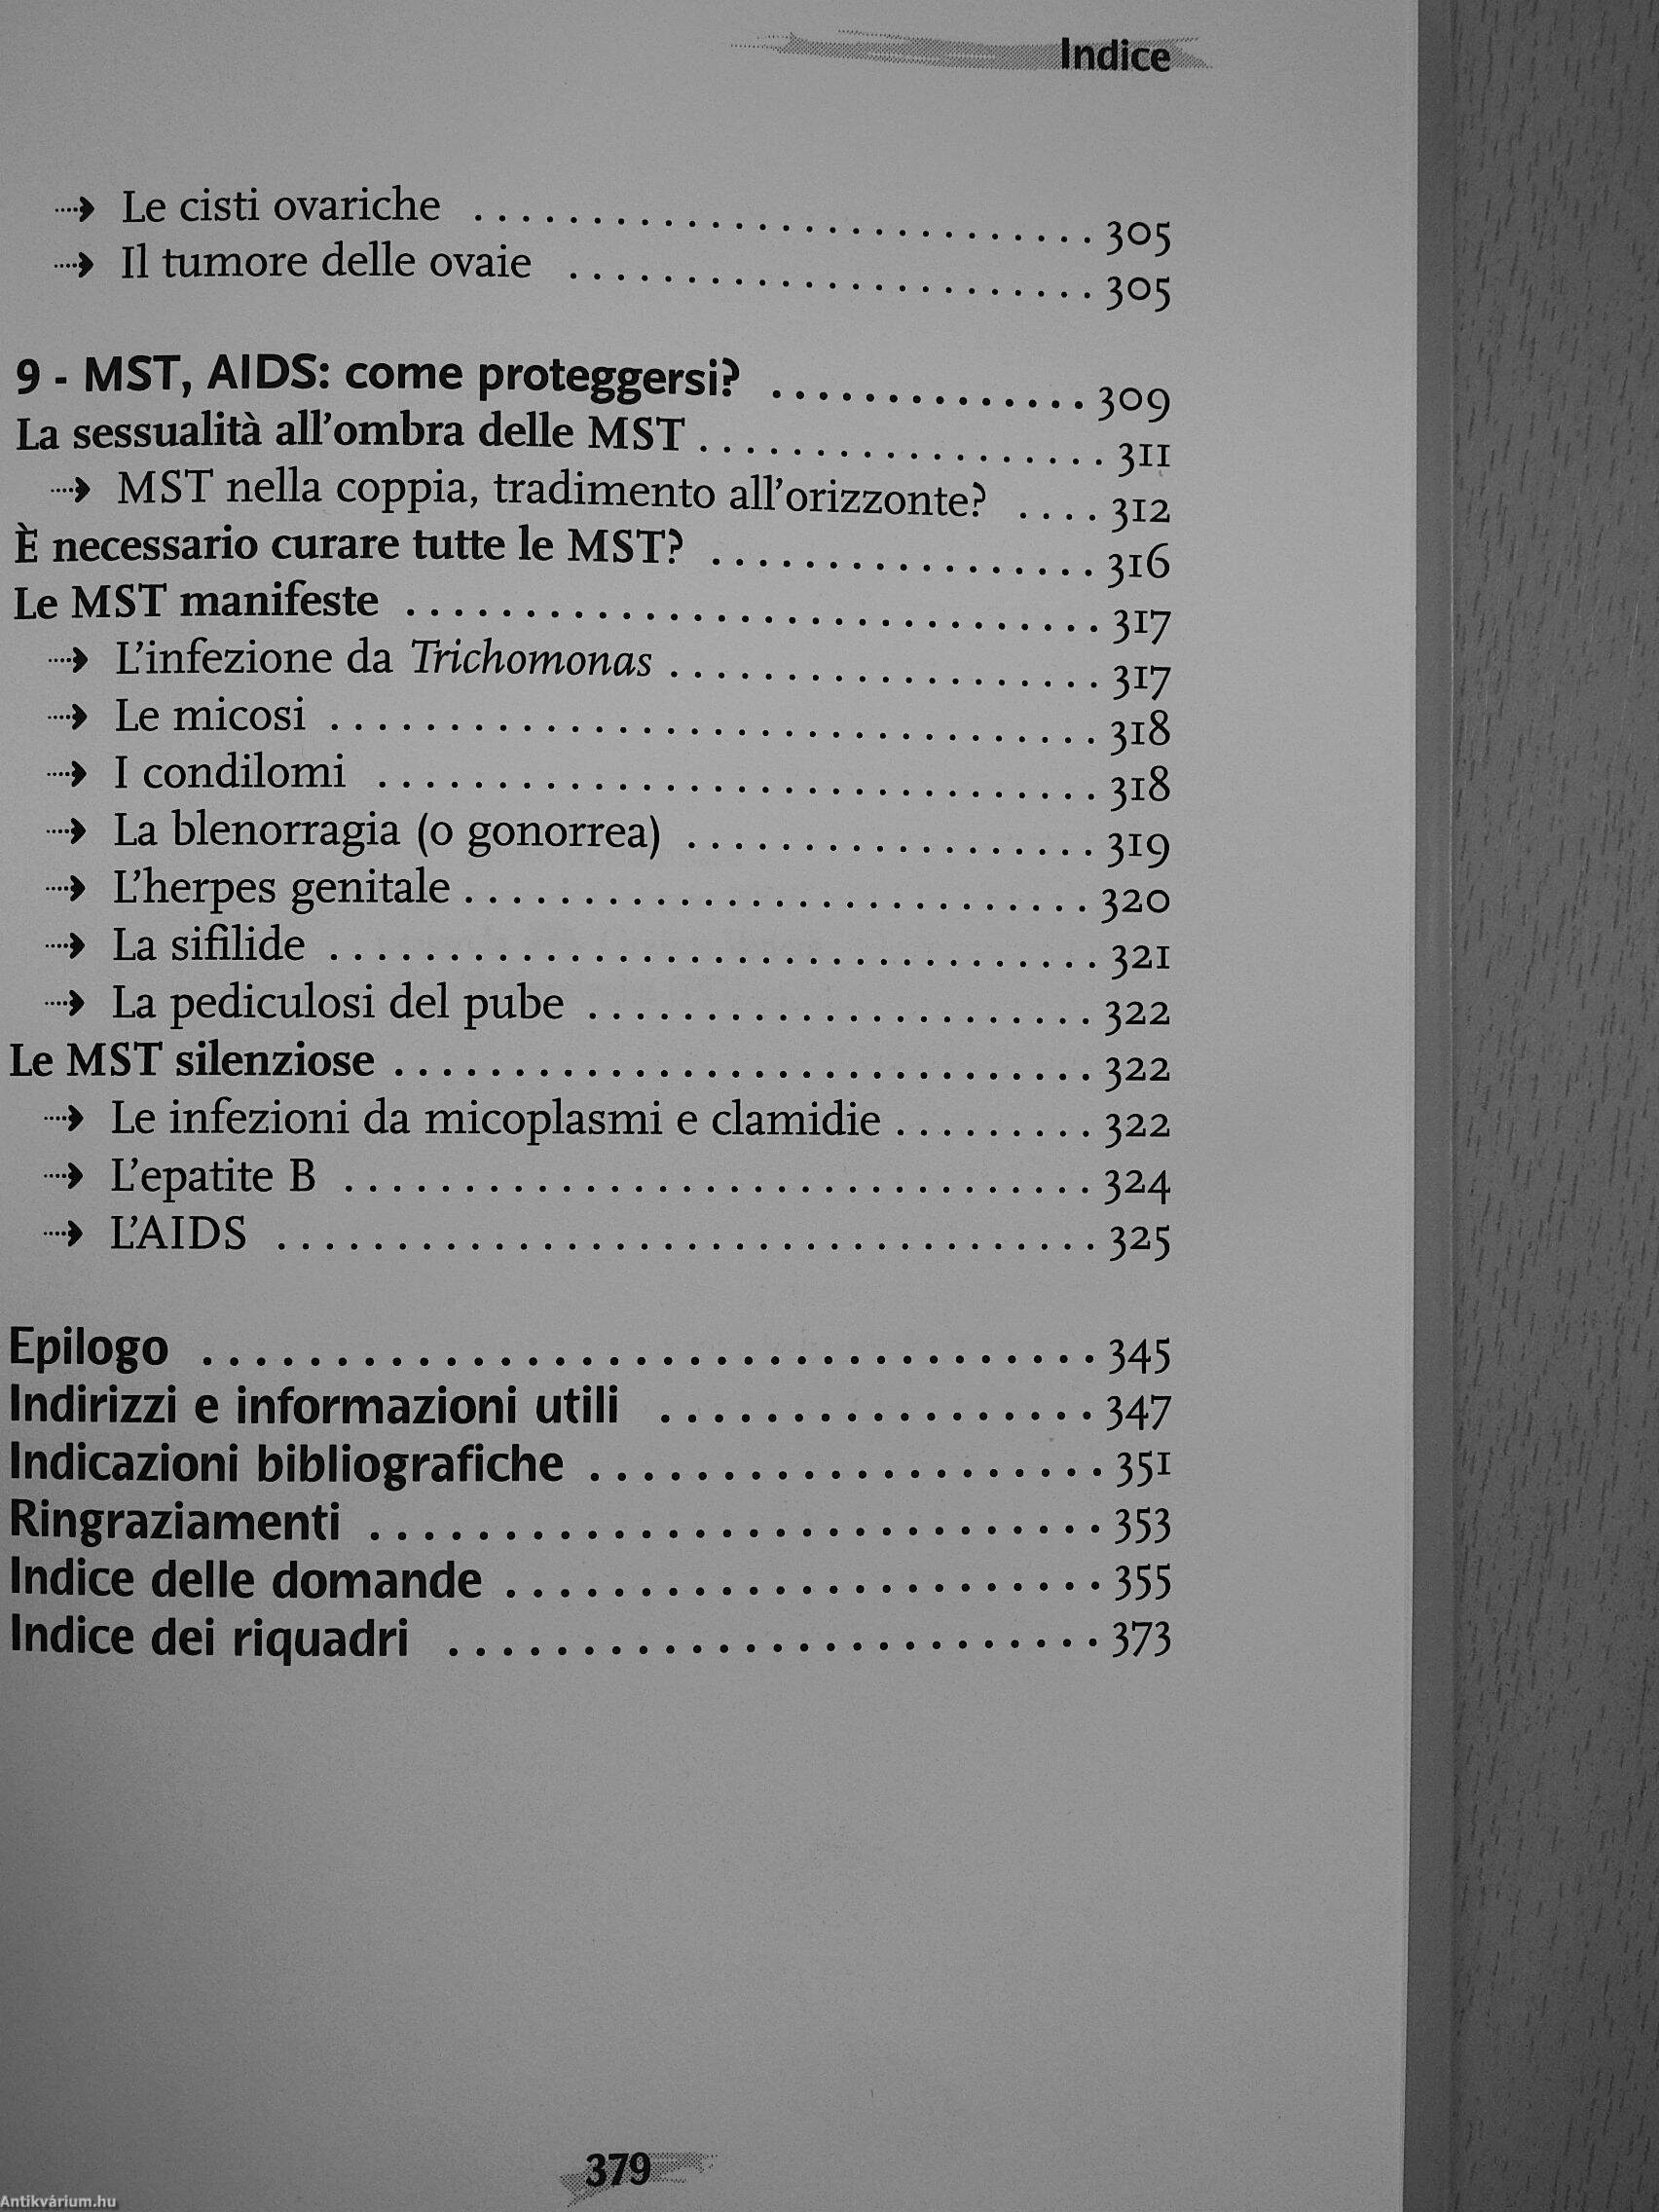 Indice
Le cisti ovariche . . . . . . . . . . . . . . . . . . . . . . . . . . 305
Il tumore delle ovaie . . . . . . . . . . . . . . . . . . . . . . 305
9 - MST, AIDS: come proteggersi? . . . . . . . . . . . . . . 309
La sessualità all'ombra delle MST . . . . . . . . . . . . . . . . . 311
MST nella coppia, tradimento all'orizzonte? . . . . 312
È necessario curare tutte le MST? . . . . . . . . . . . . . . . . 316
Le MST manifeste . . . . . . . . . . . . . . . . . . . . . . . . . . . . . 317
L'infezione da Trichomonas . . . . . . . . . . . . . . . . . . 317
Le micosi . . . . . . . . . . . . . . . . . . . . . . . . . . . . . . . . 318
I condilomi . . . . . . . . . . . . . . . . . . . . . . . . . . . . . . 318
La blenorragia (o gonorrea) . . . . . . . . . . . . . . . . . 319
L'herpes genitale . . . . . . . . . . . . . . . . . . . . . . . . . . 320
La sifilide . . . . . . . . . . . . . . . . . . . . . . . . . . . . . . . . 321
La pediculosi del pube . . . . . . . . . . . . . . . . . . . . . 322
Le MST silenziose . . . . . . . . . . . . . . . . . . . . . . . . . . . . . 322
Le infezioni da micoplasmi e clamidie . . . . . . . . . 322
L'epatite B . . . . . . . . . . . . . . . . . . . . . . . . . . . . . . . 324
L'AIDS . . . . . . . . . . . . . . . . . . . . . . . . . . . . . . . . . . 325
Epilogo . . . . . . . . . . . . . . . . . . . . . . . . . . . . . . . . . 345
Indirizzi e informazioni utili . . . . . . . . . . . . . . . . 347
Indicazioni bibliografiche . . . . . . . . . . . . . . . . . . . 351
Ringraziamenti . . . . . . . . . . . . . . . . . . . . . . . . . . . 353
Indice delle domande . . . . . . . . . . . . . . . . . . . . . . 355
Indice dei riquadri . . . . . . . . . . . . . . . . . . . . . . . . 373
379
Antikvárium.hu